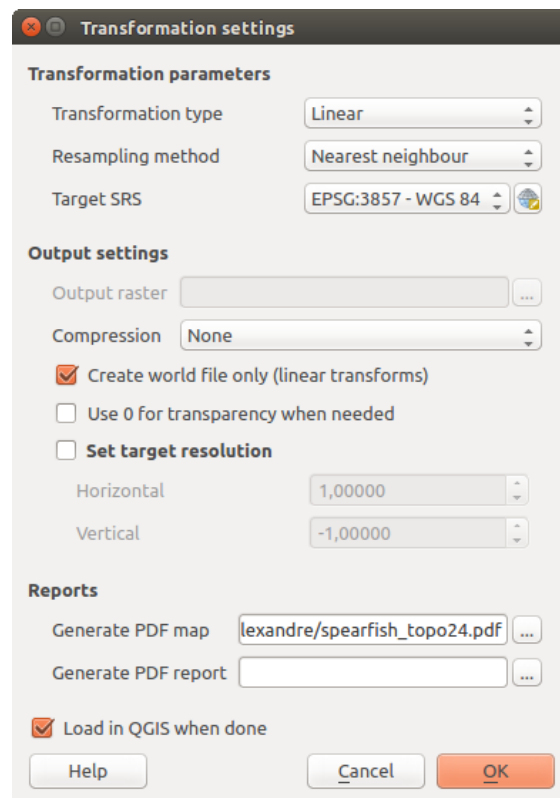 Transformation settings
Transformation parameters
Transformation type Linear
Resampling method Nearest neighbour
Target SRS EPSG:3857 - WGS 84
Output settings
Output raster ...
Compression None
Create world file only (linear transforms)
Use 0 for transparency when needed
Set target resolution
Horizontal 1,00000
Vertical -1,00000
Reports
Generate PDF map lexandre/spearfish_topo24.pdf ...
Generate PDF report ...
Load in QGIS when done
Help Cancel OK